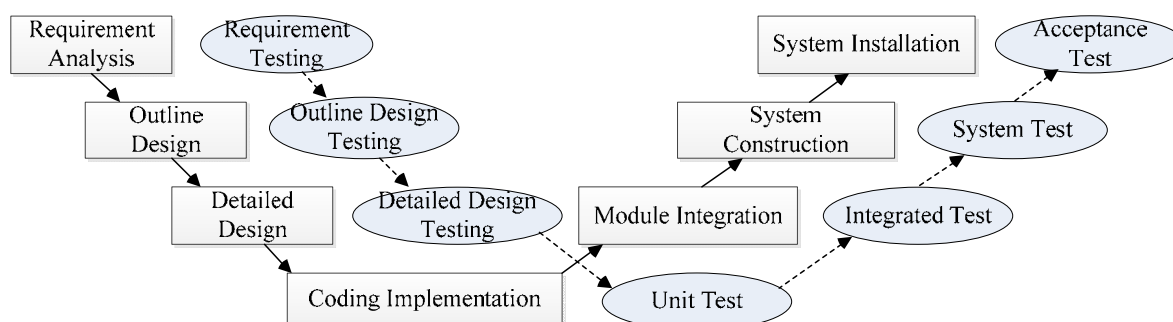 Requirement
Analysis
Requirement
Testing
System Installation
Acceptance
Test
Outline
Design
Outline Design
Testing
System
Construction
System Test
Detailed
Design
Detailed Design
Testing
Module Integration
Integrated Test
Coding Implementation
Unit Test